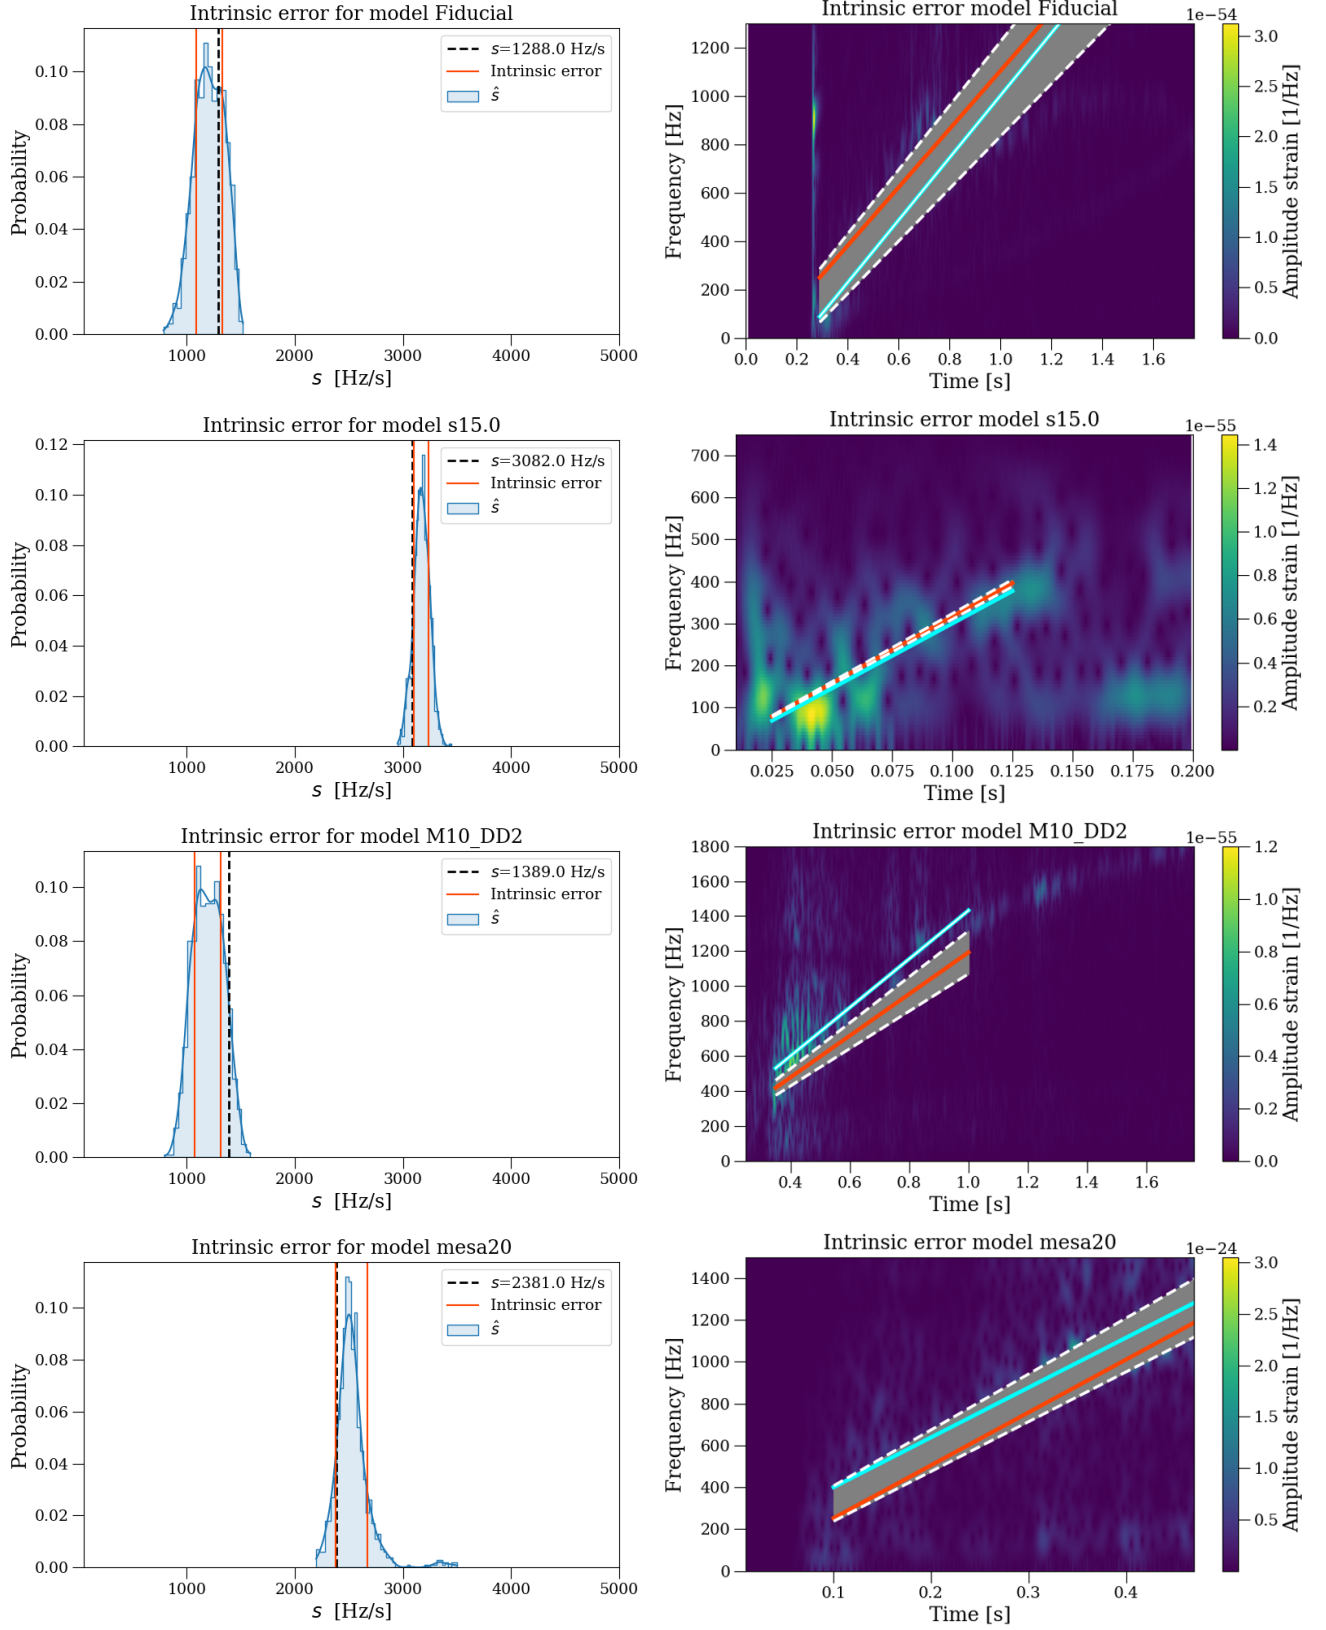 Intrinsic error for model Fiducial
Probability
0.10
0.08
0.06
0.04
0.02
0.00
s=1288.0 Hz/s
Intrinsic error
ŝ
1000 2000 3000 4000 5000
s [Hz/s]
Intrinsic error model Fiducial
1e−54
Frequency [Hz]
1200
1000
800
600
400
200
0
0.0 0.2 0.4 0.6 0.8 1.0 1.2 1.4 1.6
Time [s]
3.0
2.5
2.0
1.5
1.0
0.5
0.0
Amplitude strain [1/Hz]
Intrinsic error for model s15.0
Probability
0.12
0.10
0.08
0.06
0.04
0.02
0.00
s=3082.0 Hz/s
Intrinsic error
ŝ
1000 2000 3000 4000 5000
s [Hz/s]
Intrinsic error model s15.0
1e−55
Frequency [Hz]
700
600
500
400
300
200
100
0
0.025 0.050 0.075 0.100 0.125 0.150 0.175 0.200
Time [s]
1.4
1.2
1.0
0.8
0.6
0.4
0.2
Amplitude strain [1/Hz]
Intrinsic error for model M10_DD2
Probability
0.10
0.08
0.06
0.04
0.02
0.00
s=1389.0 Hz/s
Intrinsic error
ŝ
1000 2000 3000 4000 5000
s [Hz/s]
Intrinsic error model M10_DD2
1e−55
Frequency [Hz]
1800
1600
1400
1200
1000
800
600
400
200
0
0.4 0.6 0.8 1.0 1.2 1.4 1.6
Time [s]
1.2
1.0
0.8
0.6
0.4
0.2
0.0
Amplitude strain [1/Hz]
Intrinsic error for model mesa20
Probability
0.10
0.08
0.06
0.04
0.02
0.00
s=2381.0 Hz/s
Intrinsic error
ŝ
1000 2000 3000 4000 5000
s [Hz/s]
Intrinsic error model mesa20
1e−24
Frequency [Hz]
1400
1200
1000
800
600
400
200
0
0.1 0.2 0.3 0.4
Time [s]
3.0
2.5
2.0
1.5
1.0
0.5
Amplitude strain [1/Hz]